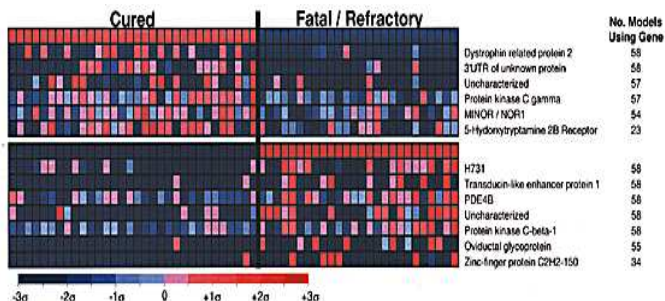 Cured
Fatal / Refractory
No. Models
Using Gene
Dystrophin related protein 2 58
3'UTR of unknown protein 58
Uncharacterized 57
Protein kinase C gamma 57
MINOR / NOR1 54
5-Hydroxytryptamine 2B Receptor 23
H731 58
Transducin-like enhancer protein 1 58
PDE4B 58
Uncharacterized 58
Protein kinase C-beta-1 58
Oviductal glycoprotein 55
Zinc-finger protein C2H2-150 34
-3σ -2σ -1σ 0 +1σ +2σ +3σ